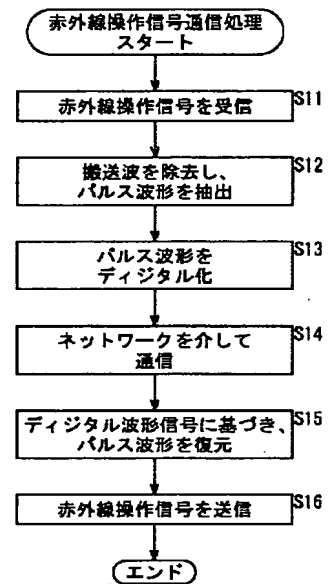 赤外線操作信号通信処理
スタート
S11
赤外線操作信号を受信
S12
搬送波を除去し、
パルス波形を抽出
S13
パルス波形を
ディジタル化
S14
ネットワークを介して
通信
S15
ディジタル波形信号に基づき、
パルス波形を復元
S16
赤外線操作信号を送信
エンド